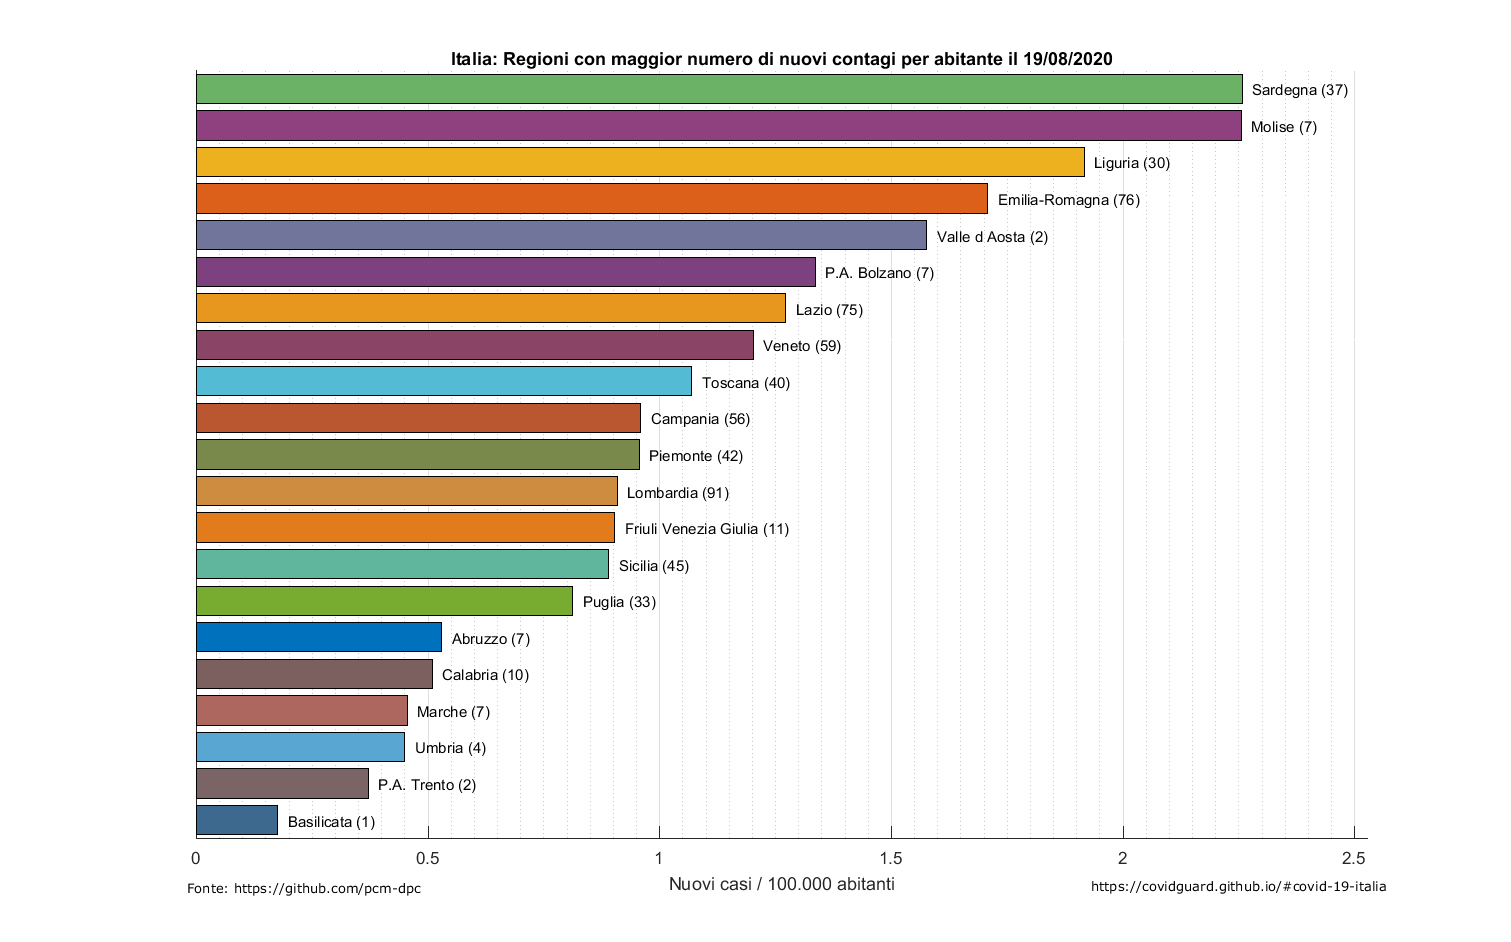 Italia: Regioni con maggior numero di nuovi contagi per abitante il 19/08/2020
Sardegna (37)
Molise (7)
Liguria (30)
Emilia-Romagna (76)
Valle d Aosta (2)
P.A. Bolzano (7)
Lazio (75)
Veneto (59)
Toscana (40)
Campania (56)
Piemonte (42)
Lombardia (91)
Friuli Venezia Giulia (11)
Sicilia (45)
Puglia (33)
Abruzzo (7)
Calabria (10)
Marche (7)
Umbria (4)
P.A. Trento (2)
Basilicata (1)
0 0.5 1 1.5 2 2.5
Nuovi casi / 100.000 abitanti
Fonte: https://github.com/pcm-dpc
https://covidguard.github.io/#covid-19-italia